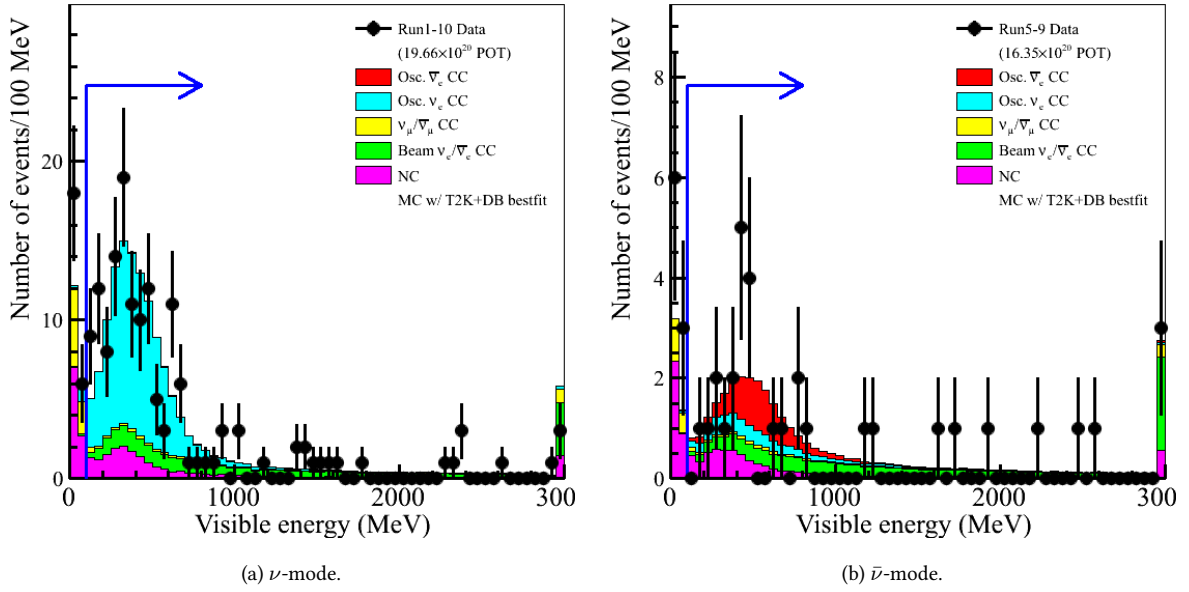 Number of events/100 MeV
20
10
0
Run1-10 Data
(19.66×10²⁰ POT)
Osc. ν̅ₑ CC
Osc. νₑ CC
ν_μ/ν̅_μ CC
Beam νₑ/ν̅ₑ CC
NC
MC w/ T2K+DB bestfit
0 1000 2000 300
Visible energy (MeV)
(a) ν-mode.
Number of events/100 MeV
8
6
4
2
0
Run5-9 Data
(16.35×10²⁰ POT)
Osc. ν̅ₑ CC
Osc. νₑ CC
ν_μ/ν̅_μ CC
Beam νₑ/ν̅ₑ CC
NC
MC w/ T2K+DB bestfit
0 1000 2000 300
Visible energy (MeV)
(b) ν̅-mode.